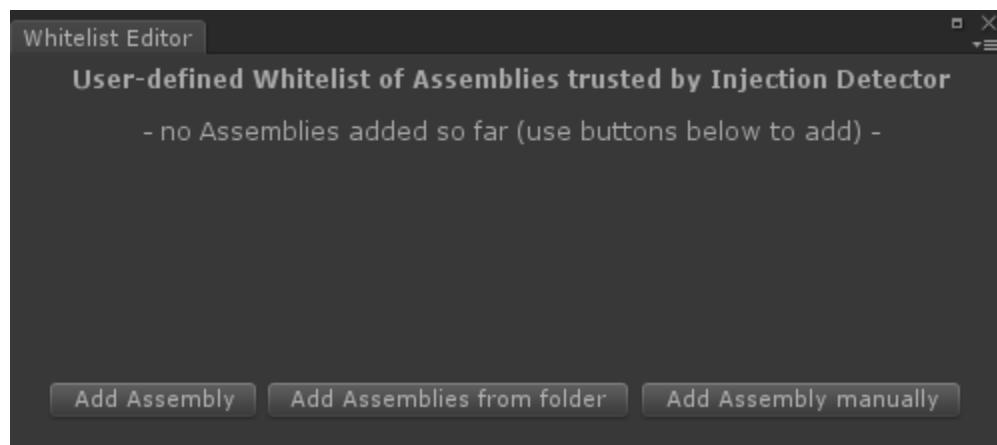 Whitelist Editor
User-defined Whitelist of Assemblies trusted by Injection Detector
- no Assemblies added so far (use buttons below to add) -
Add Assembly
Add Assemblies from folder
Add Assembly manually